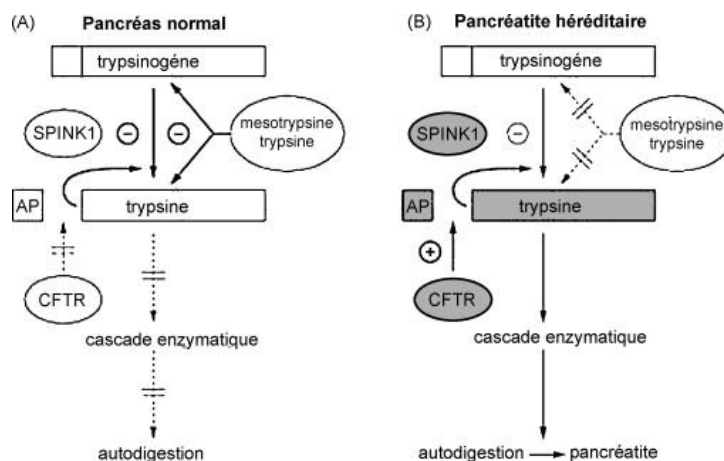 (A) Pancréas normal
trypsinogéne
SPINK1
−
−
mesotrypsine
trypsine
AP
trypsine
CFTR
cascade enzymatique
autodigestion
(B) Pancréatite héréditaire
trypsinogéne
SPINK1
−
mesotrypsine
trypsine
AP
trypsine
+
CFTR
cascade enzymatique
autodigestion
pancréatite